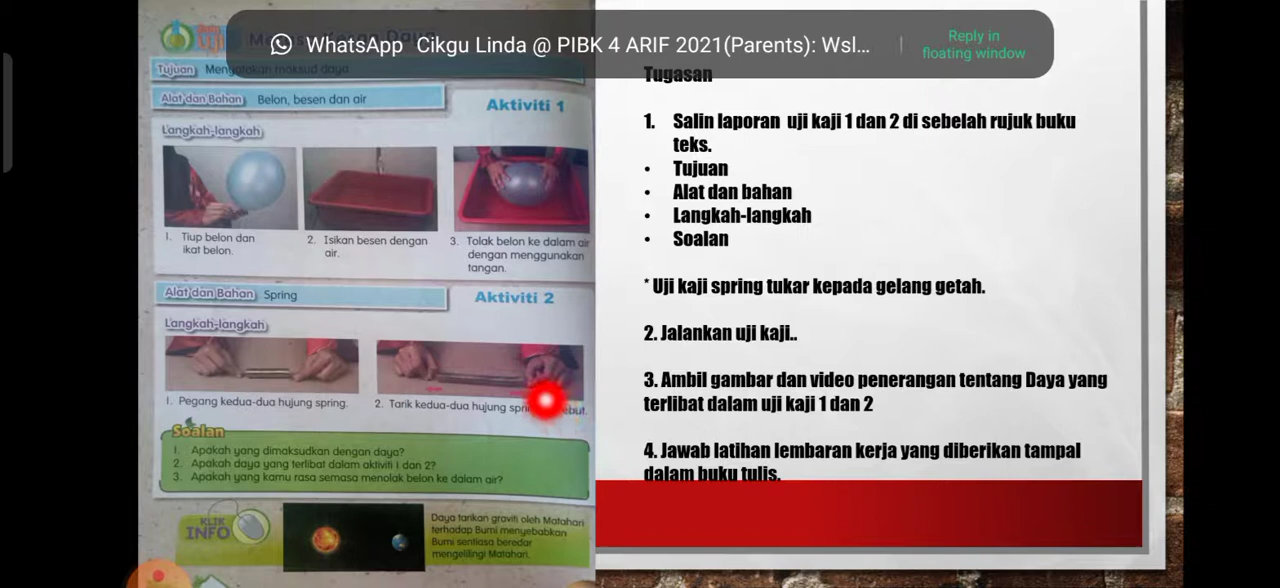 WhatsApp Cikgu Linda @ PIBK 4 ARIF 2021(Parents): Wsl...
Reply in
floating window
Uji
Tujuan Menyatakan maksud daya
Alat dan Bahan Belon, besen dan air
Aktiviti 1
Langkah-langkah
1. Tiup belon dan
ikat belon.
2. Isikan besen dengan
air.
3. Tolak belon ke dalam air
dengan menggunakan
tangan.
Alat dan Bahan Spring
Aktiviti 2
Langkah-langkah
1. Pegang kedua-dua hujung spring.
2. Tarik kedua-dua hujung spri ebut.
Soalan
1. Apakah yang dimaksudkan dengan daya?
2. Apakah daya yang terlibat dalam aktiviti 1 dan 2?
3. Apakah yang kamu rasa semasa menolak belon ke dalam air?
KLIK
INFO
Daya tarikan graviti oleh Matahari
terhadap Bumi menyebabkan
Bumi sentiasa beredar
mengelilingi Matahari.
Tugasan
1. Salin laporan uji kaji 1 dan 2 di sebelah rujuk buku
teks.
• Tujuan
• Alat dan bahan
• Langkah-langkah
• Soalan
* Uji kaji spring tukar kepada gelang getah.
2. Jalankan uji kaji..
3. Ambil gambar dan video penerangan tentang Daya yang
terlibat dalam uji kaji 1 dan 2
4. Jawab latihan lembaran kerja yang diberikan tampal
dalam buku tulis.